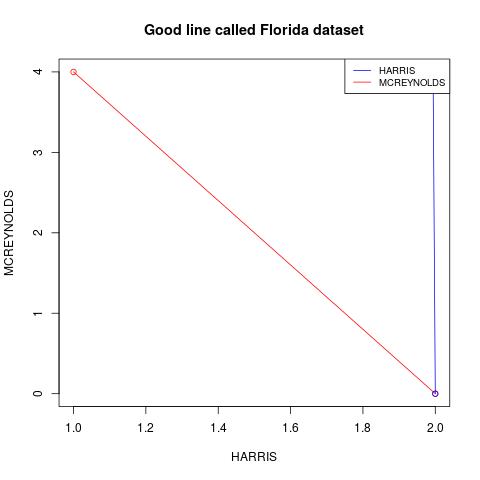 Good line called Florida dataset
HARRIS
MCREYNOLDS
4
3
2
1
0
MCREYNOLDS
1.0 1.2 1.4 1.6 1.8 2.0
HARRIS